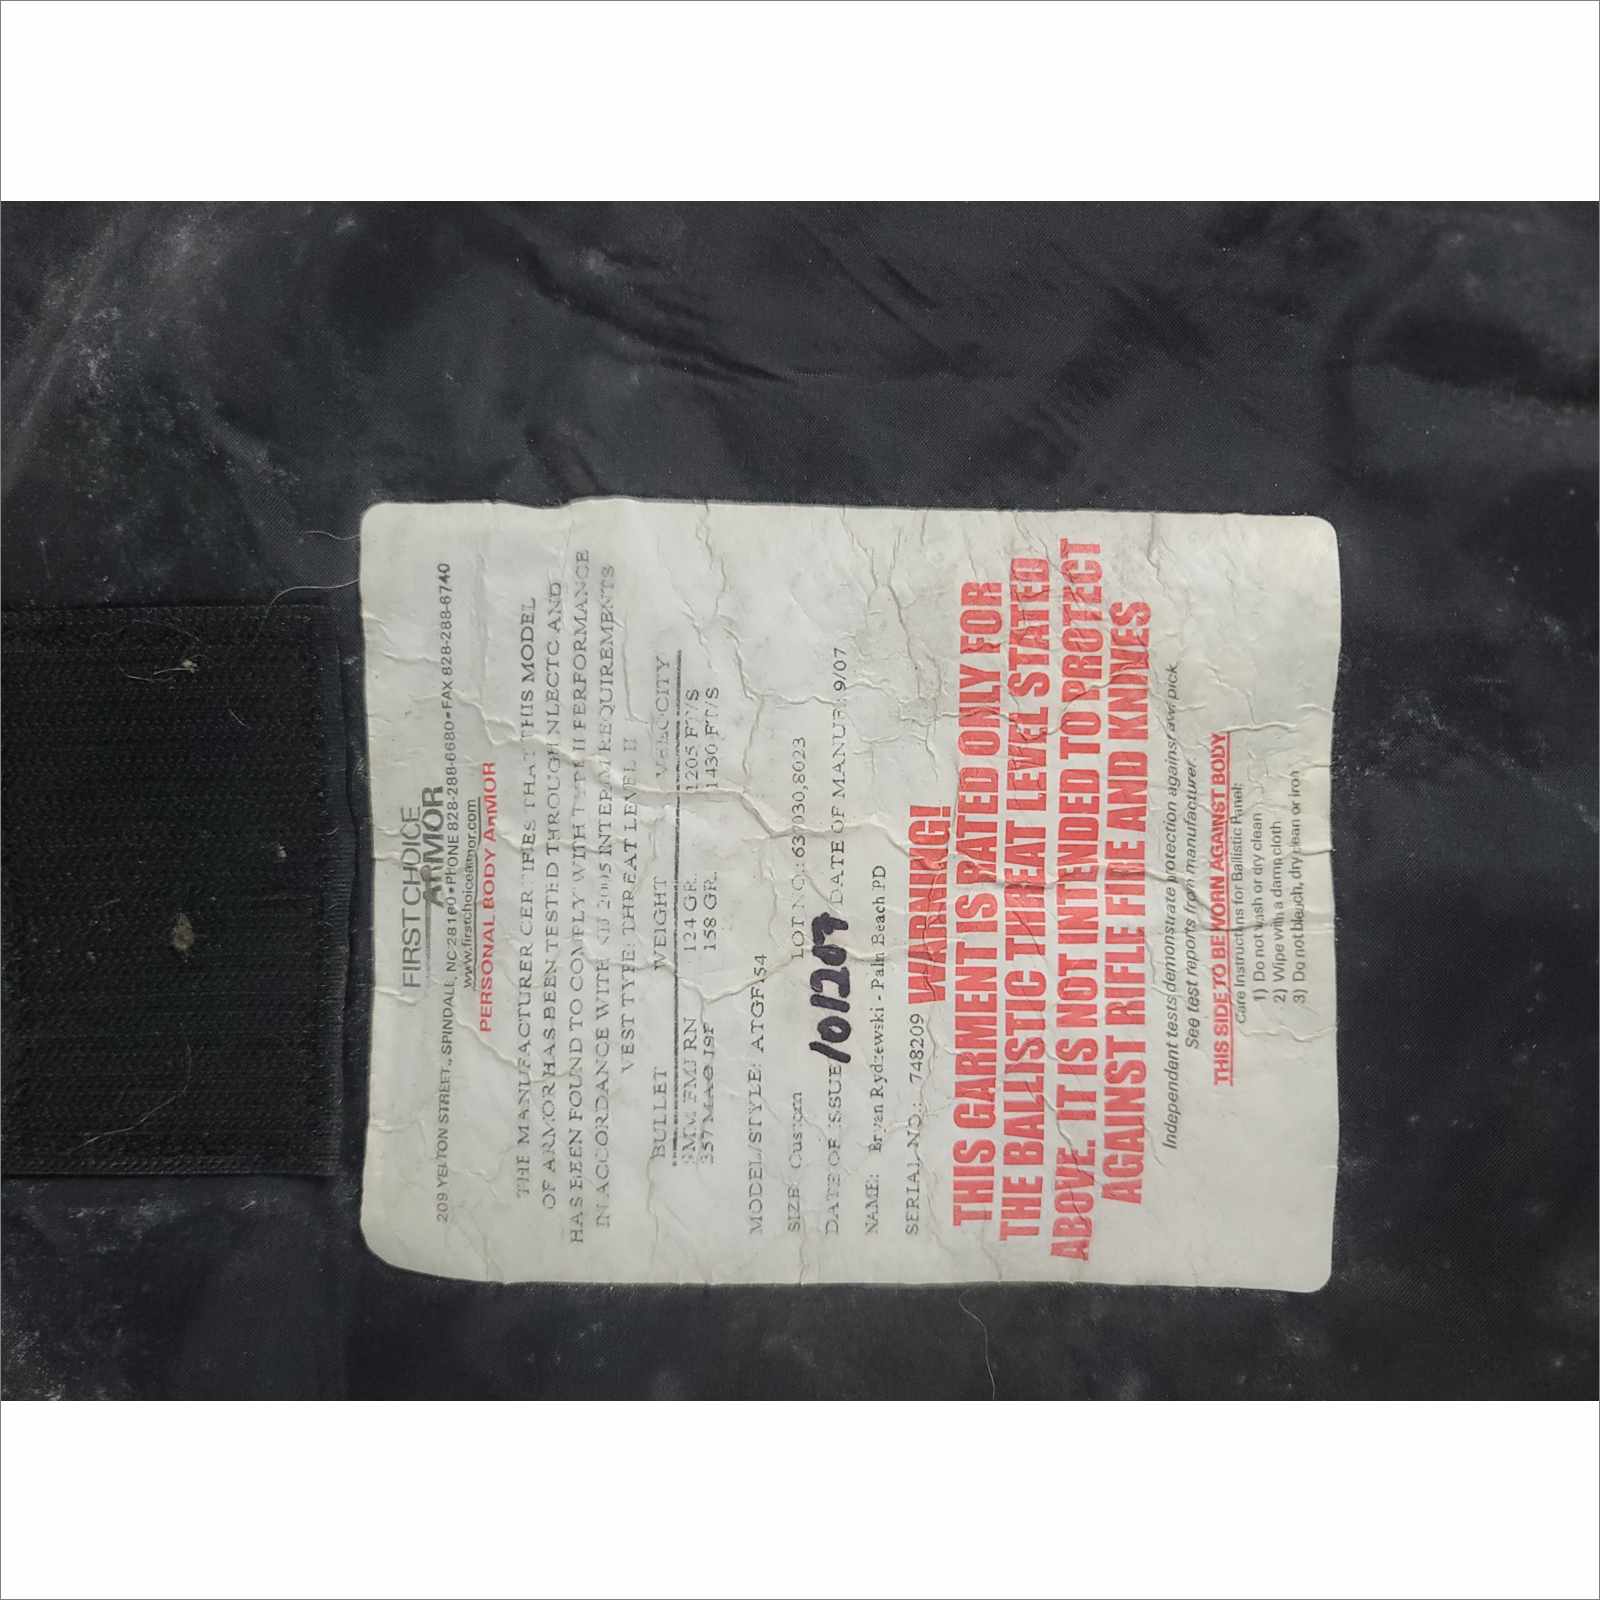 FIRST CHOICE
ARMOR
209 YELTON STREET., SPINDALE, NC 28160 • PHONE 828-288-6680 • FAX 828-288-6740
www.firstchoicearmor.com
PERSONAL BODY ArMOR
THE MANUFACTURER CERTIFIES THAT THIS MODEL
OF ARMOR HAS BEEN TESTED THROUGH NLECTC AND
HAS BEEN FOUND TO COMPLY WITH TYPE II PERFORMANCE
IN ACCORDANCE WITH NIJ 2005 INTERIM REQUIREMENTS
VEST TYPE: THREAT LEVEL II
BULLET WEIGHT VELOCITY
9MM FMJ RN 124 GR. 1205 FT/S
357 MAG JSP 158 GR. 1430 FT/S
MODEL/STYLE:
SIZE: Custom LOT NO.: 637030,8023
DATE OF ISSUE 101207 DATE OF MANUF.: 9/07
NAME: Bryan Rydzewski - Palm Beach PD
SERIAL NO.: 748209
WARNING!
THIS GARMENT IS RATED ONLY FOR
THE BALLISTIC THREAT LEVEL STATED
ABOVE. IT IS NOT INTENDED TO PROTECT
AGAINST RIFLE FIRE AND KNIVES
Independent tests demonstrate protection against aw/pick.
See test reports from manufacturer.
THIS SIDE TO BE WORN AGAINST BODY
Care Instructions for Ballistic Panel:
1) Do not wash or dry clean
2) Wipe with a damp cloth
3) Do not bleach, dry clean or iron